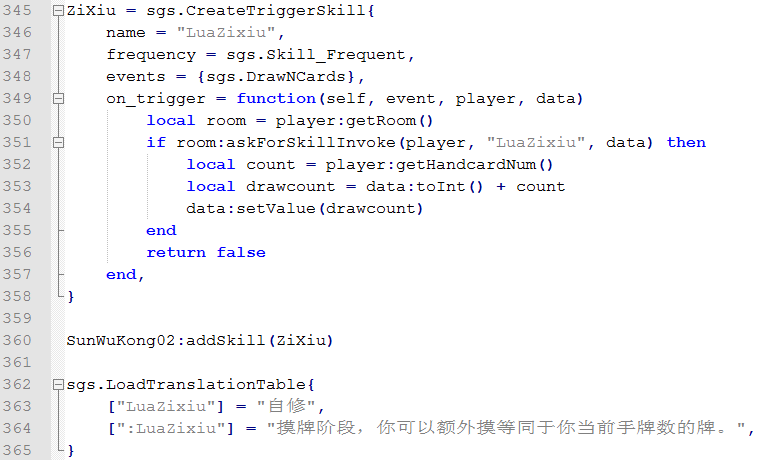 345 ZiXiu = sgs.CreateTriggerSkill{
346     name = "LuaZixiu",
347     frequency = sgs.Skill_Frequent,
348     events = {sgs.DrawNCards},
349     on_trigger = function(self, event, player, data)
350         local room = player:getRoom()
351         if room:askForSkillInvoke(player, "LuaZixiu", data) then
352             local count = player:getHandcardNum()
353             local drawcount = data:toInt() + count
354             data:setValue(drawcount)
355         end
356         return false
357     end,
358 }
359
360 SunWuKong02:addSkill(ZiXiu)
361
362 sgs.LoadTranslationTable{
363     ["LuaZixiu"] = "自修",
364     [":LuaZixiu"] = "摸牌阶段，你可以额外摸等同于你当前手牌数的牌。",
365 }